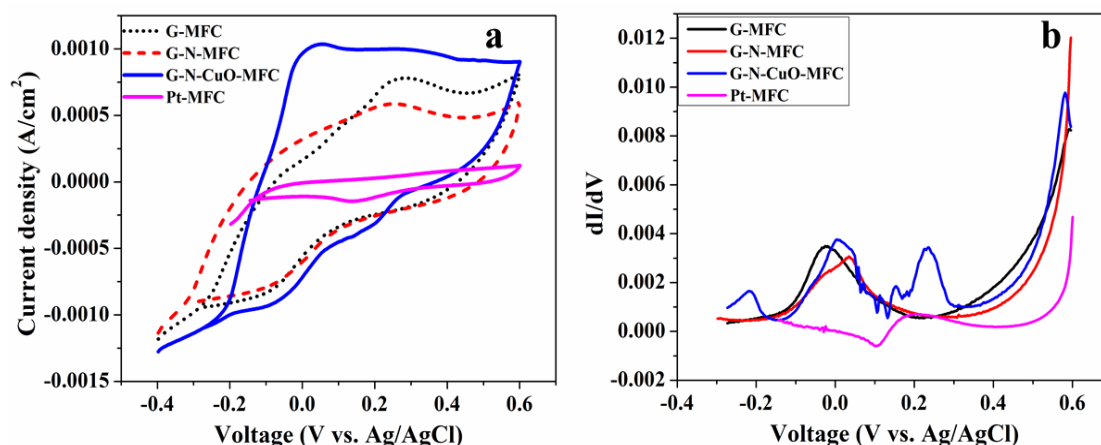 a
G-MFC
G-N-MFC
G-N-CuO-MFC
Pt-MFC
Current density (A/cm²)
0.0010
0.0005
0.0000
-0.0005
-0.0010
-0.0015
-0.4 -0.2 0.0 0.2 0.4 0.6
Voltage (V vs. Ag/AgCl)
b
G-MFC
G-N-MFC
G-N-CuO-MFC
Pt-MFC
dI/dV
0.012
0.010
0.008
0.006
0.004
0.002
0.000
-0.002
-0.4 -0.2 0.0 0.2 0.4 0.6
Voltage (V vs. Ag/AgCl)